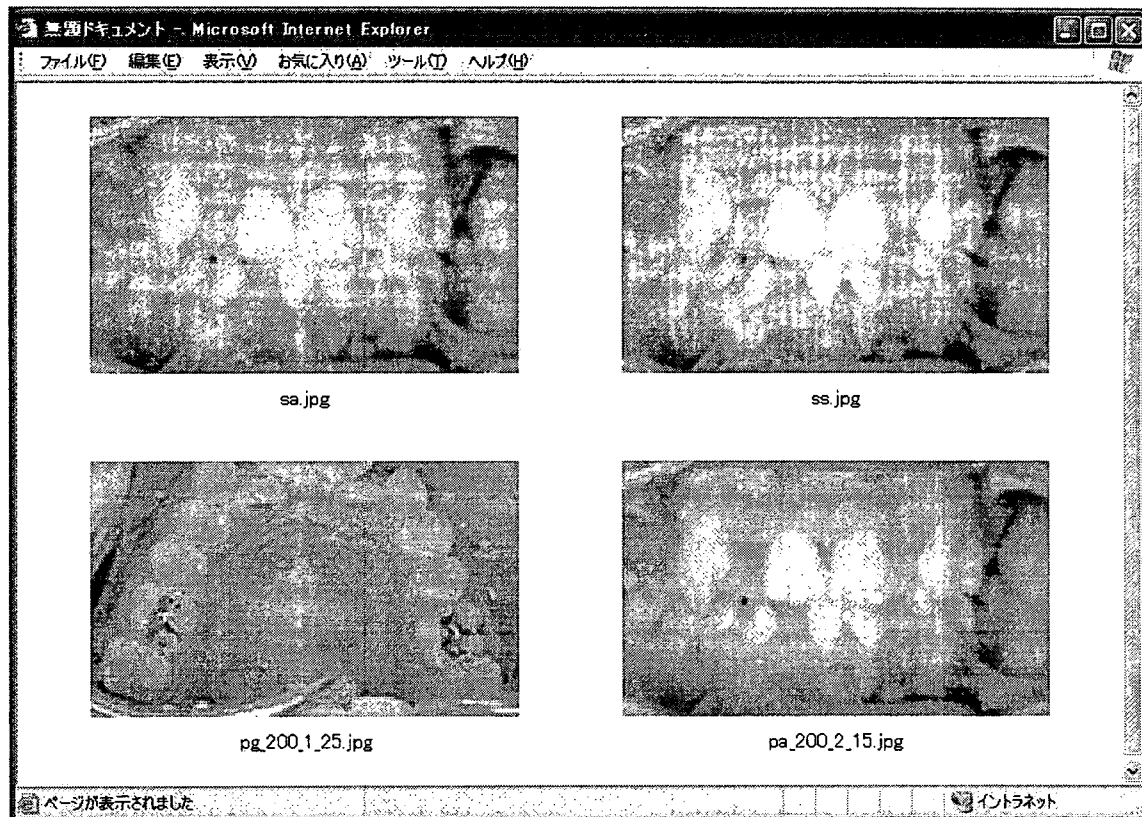 無題ドキュメント - Microsoft Internet Explorer
ファイル(F) 編集(E) 表示(V) お気に入り(A) ツール(T) ヘルプ(H)
sa.jpg ss.jpg
pg_200_1_25.jpg pa_200_2_15.jpg
ページが表示されました イントラネット